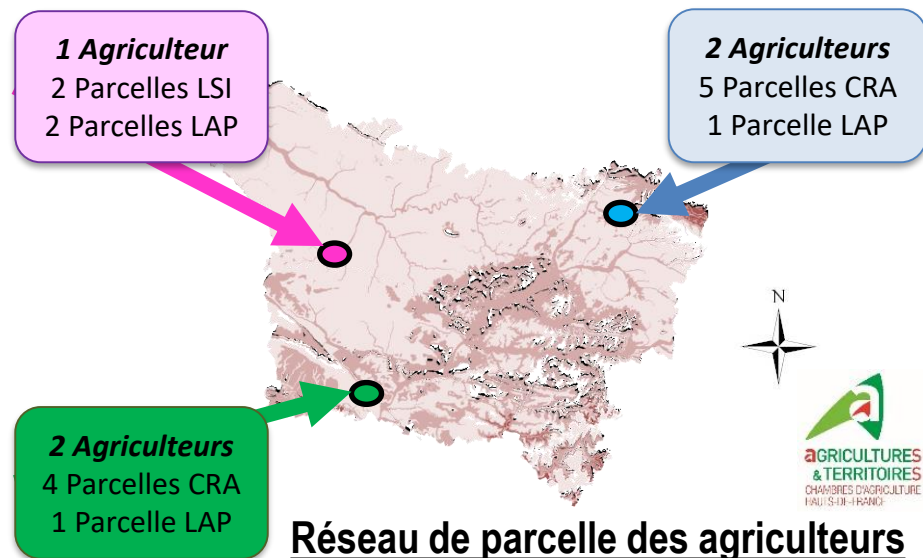 1 Agriculteur
2 Parcelles LSI
2 Parcelles LAP
2 Agriculteurs
5 Parcelles CRA
1 Parcelle LAP
N
2 Agriculteurs
4 Parcelles CRA
1 Parcelle LAP
aGRICULTURES
& TERRITOIRES
CHAMBRES D'AGRICULTURE
HAUTS-DE-FRANCE
Réseau de parcelle des agriculteurs